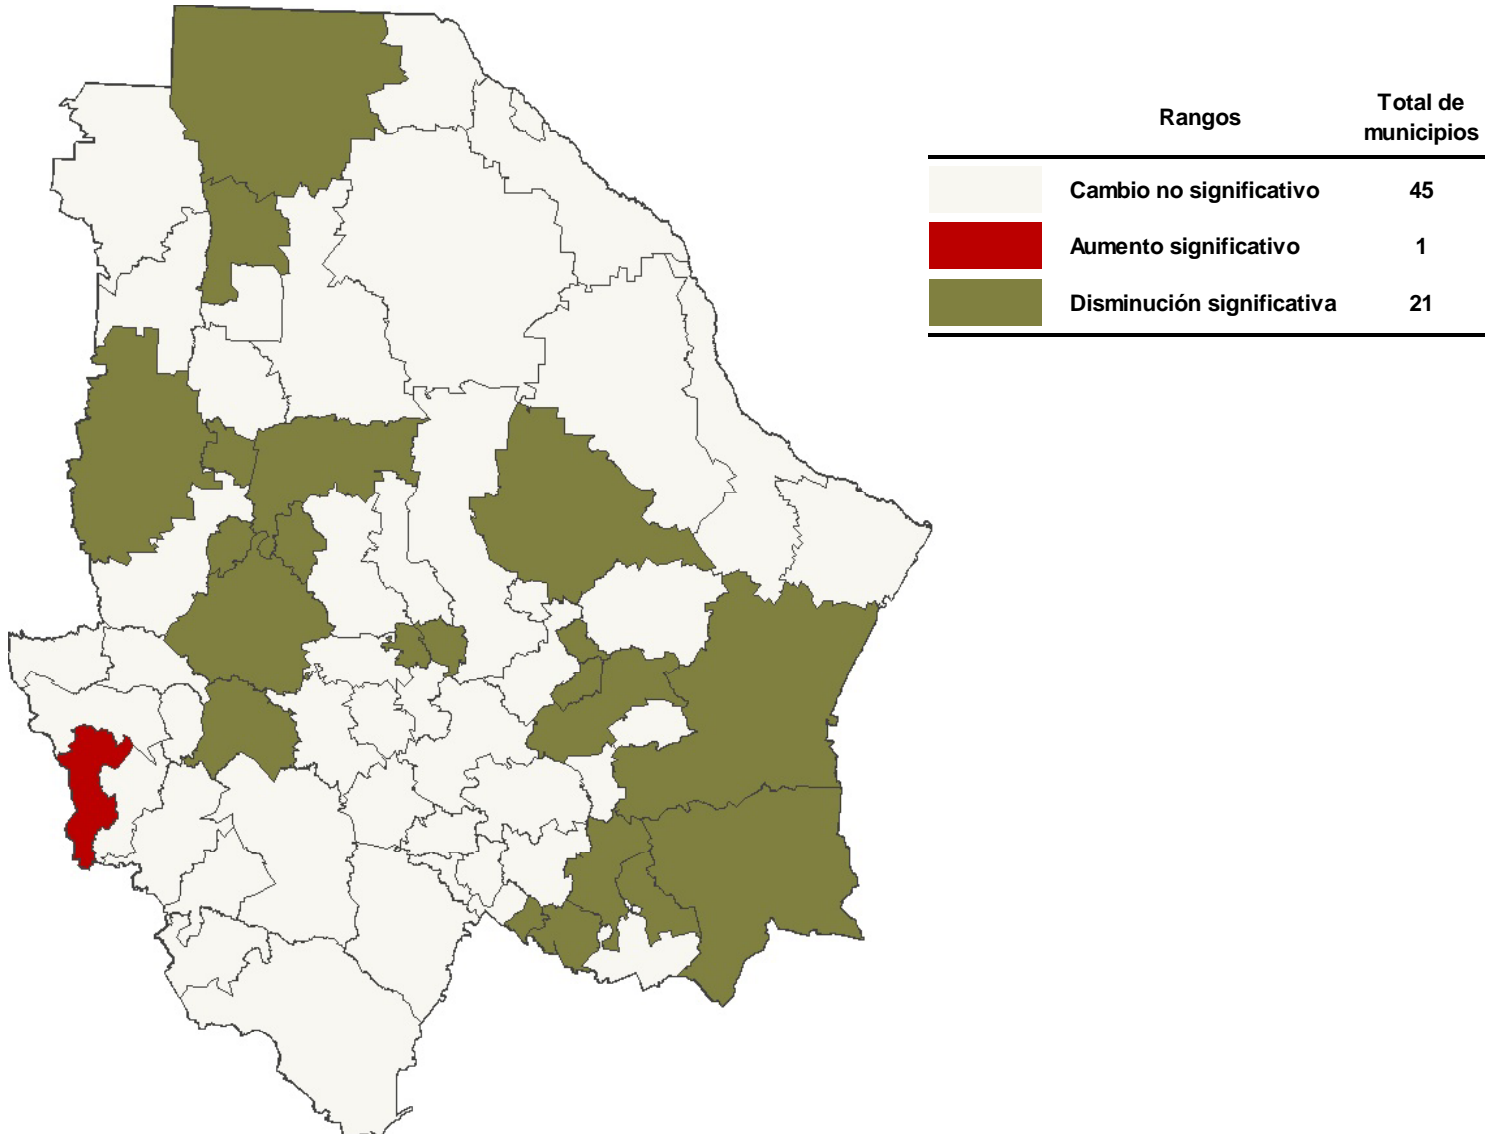 Rangos
Total de
municipios
Cambio no significativo 45
Aumento significativo 1
Disminución significativa 21